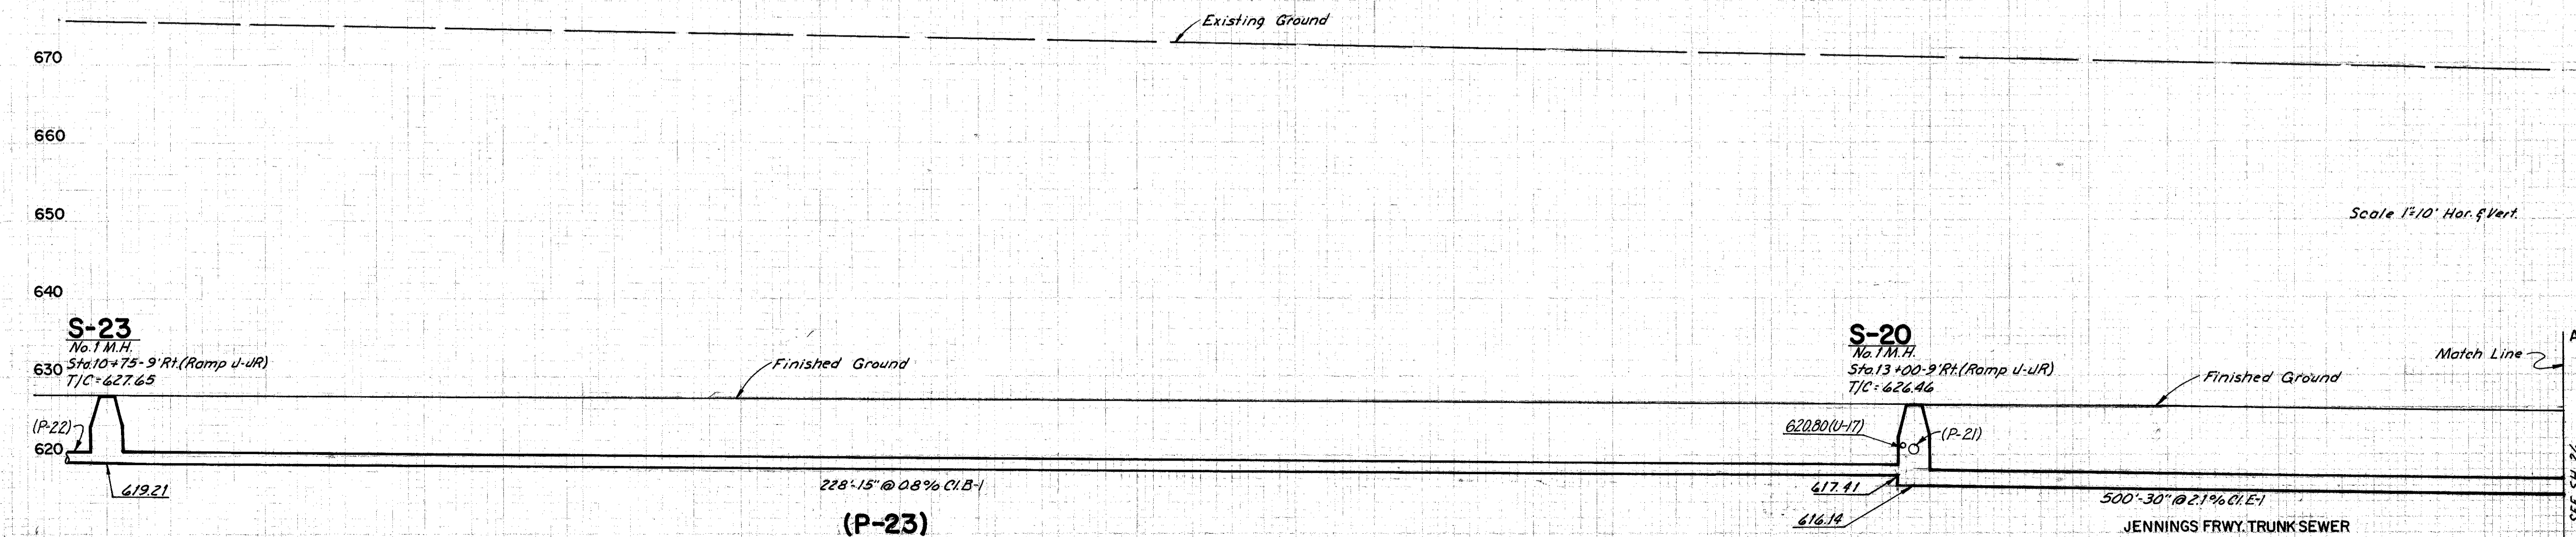 Existing Ground
670
660
650
Scale 1"=10' Hor. & Vert.
640
S-23
No. 1 M.H.
Sta. 10+75-9' Rt. (Ramp J-JR)
T/C=627.65
630
Finished Ground
S-20
No. 1 M.H.
Sta. 13+00-9' Rt. (Ramp J-JR)
T/C=626.46
Match Line
A
Finished Ground
(P-22)
620
620.80 (U-17)
(P-21)
619.21
228'-15" @ 0.8% Cl. B-1
(P-23)
617.41
616.14
500'-30" @ 2.1% Cl. E-1
JENNINGS FRWY. TRUNK SEWER
SEE SH.